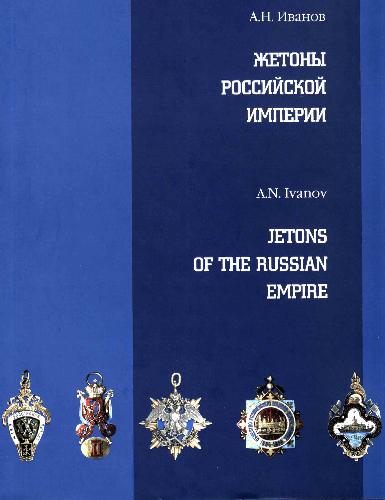 А.Н. Иванов
ЖЕТОНЫ
РОССИЙСКОЙ
ИМПЕРИИ
A.N. Ivanov
JETONS
OF THE RUSSIAN
EMPIRE